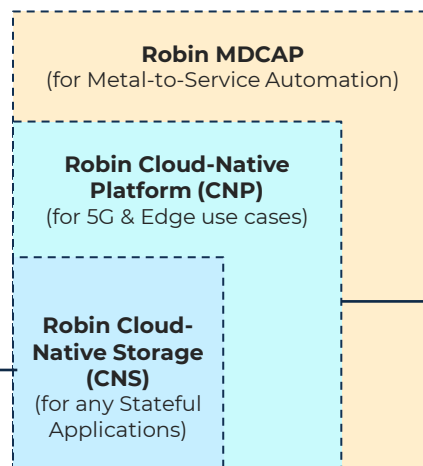 Robin MDCAP
(for Metal-to-Service Automation)
Robin Cloud-Native
Platform (CNP)
(for 5G & Edge use cases)
Robin Cloud-
Native Storage
(CNS)
(for any Stateful
Applications)